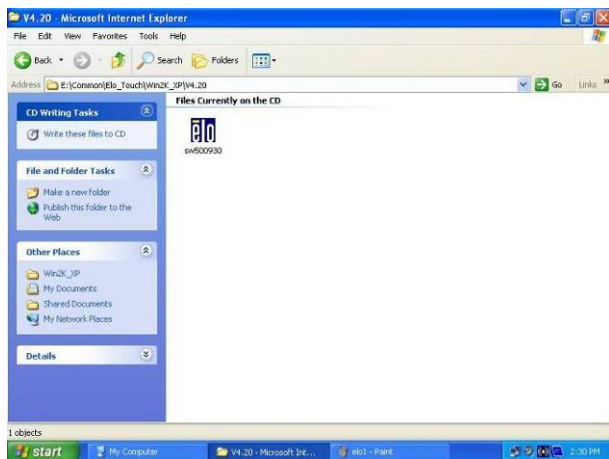 V4.20 - Microsoft Internet Explorer
File Edit View Favorites Tools Help
Back Search Folders
Address E:\Common\Elo_Touch\Win2K_XP\V4.20 Go Links »
Files Currently on the CD
CD Writing Tasks
Write these files to CD
elo
sw500930
File and Folder Tasks
Make a new folder
Publish this folder to the
Web
Other Places
Win2K_XP
My Documents
Shared Documents
My Network Places
Details
1 objects
start My Computer V4.20 - Microsoft Int... elo1 - Paint 2:30 PM